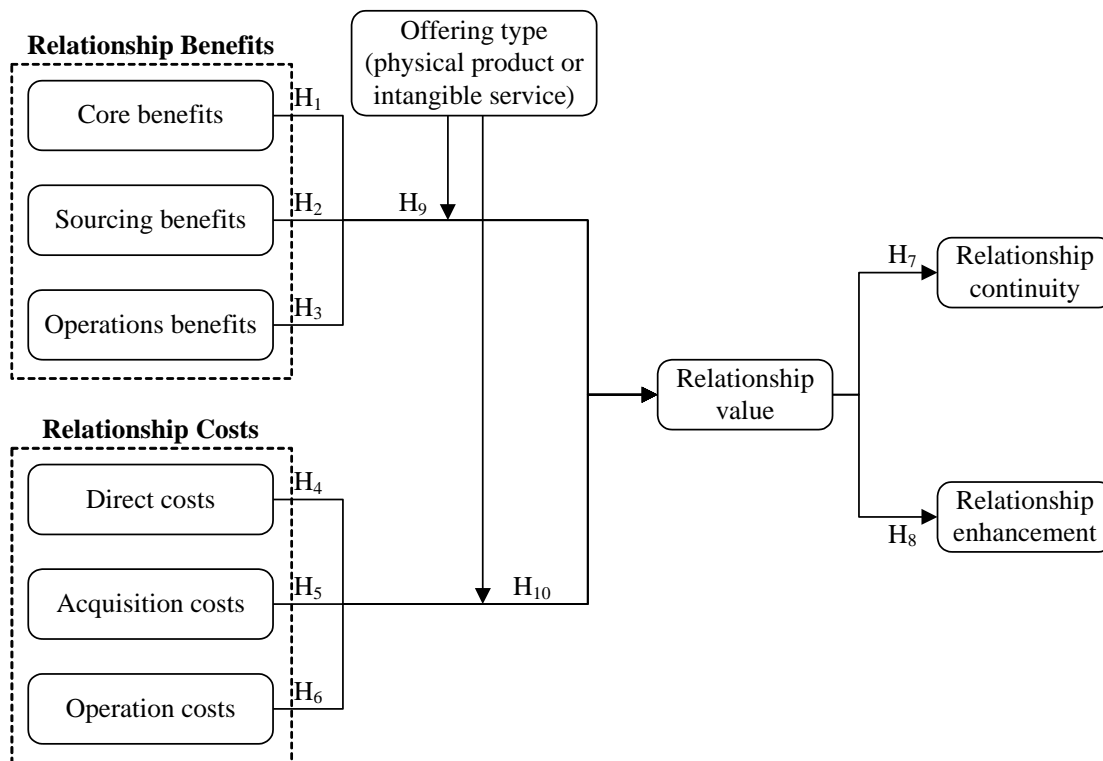 Relationship Benefits
Core benefits
H₁
Sourcing benefits
H₂
Operations benefits
H₃
Offering type
(physical product or
intangible service)
H₉
Relationship Costs
Direct costs
H₄
Acquisition costs
H₅
Operation costs
H₆
H₁₀
Relationship
value
H₇
Relationship
continuity
H₈
Relationship
enhancement